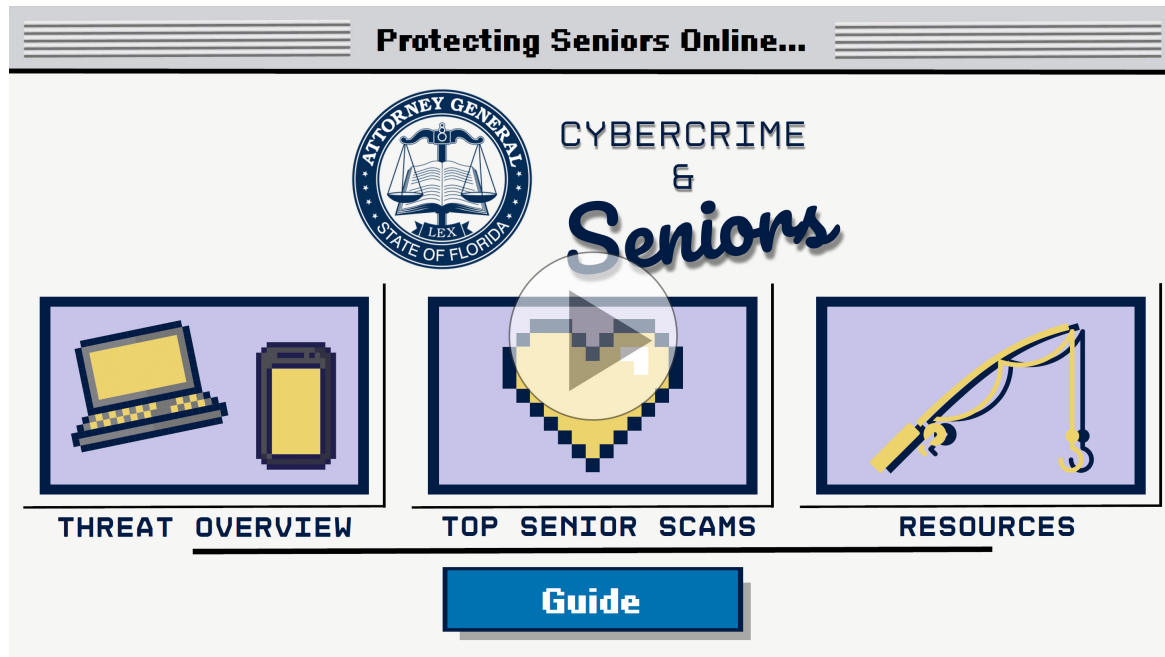 Protecting Seniors Online...
ATTORNEY GENERAL
LEX
STATE OF FLORIDA
CYBERCRIME
&
Seniors
THREAT OVERVIEW
TOP SENIOR SCAMS
RESOURCES
Guide